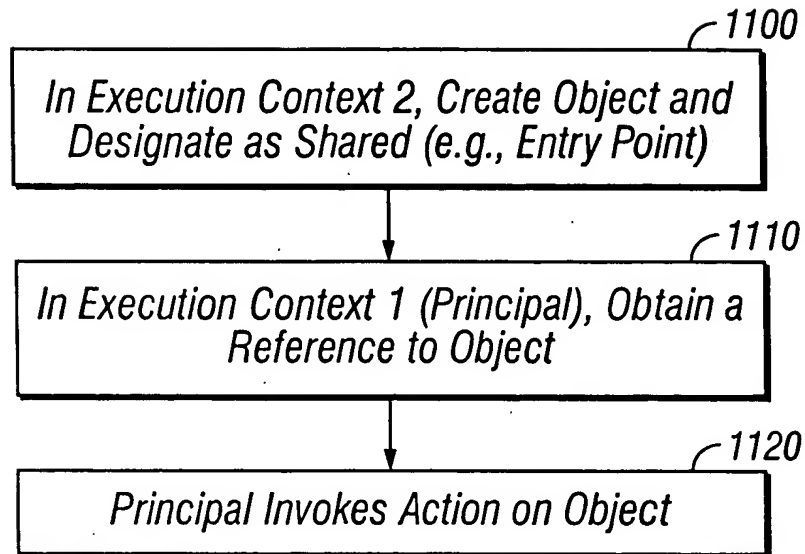 1100
In Execution Context 2, Create Object and
Designate as Shared (e.g., Entry Point)
1110
In Execution Context 1 (Principal), Obtain a
Reference to Object
1120
Principal Invokes Action on Object